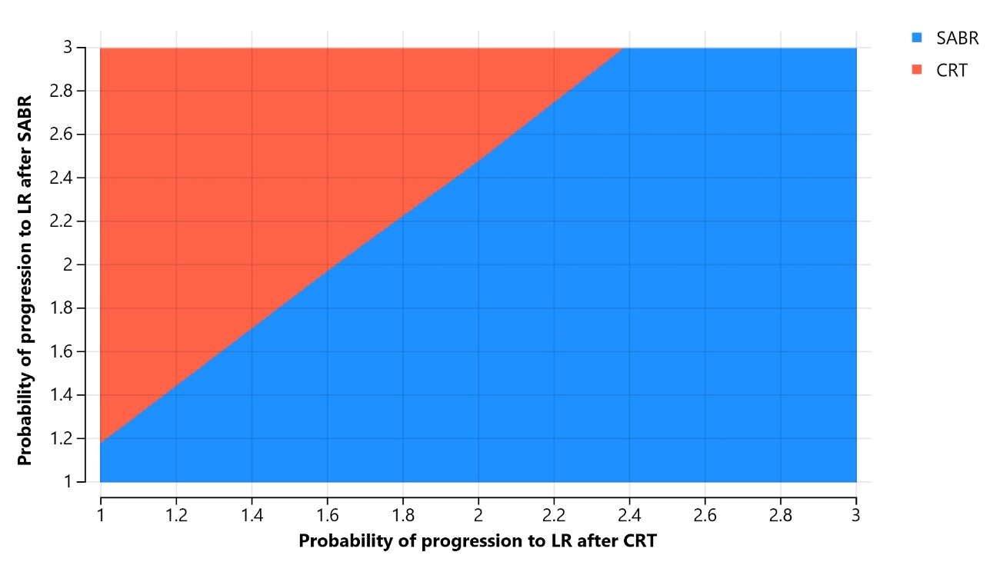 SABR
CRT
3
2.8
2.6
2.4
2.2
2
1.8
1.6
1.4
1.2
1
Probability of progression to LR after SABR
1 1.2 1.4 1.6 1.8 2 2.2 2.4 2.6 2.8 3
Probability of progression to LR after CRT